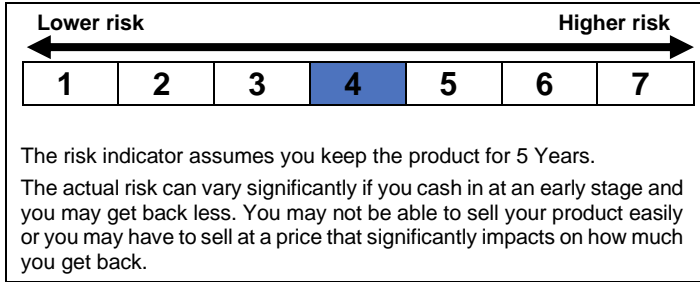 Lower risk Higher risk
1 2 3 4 5 6 7
The risk indicator assumes you keep the product for 5 Years.
The actual risk can vary significantly if you cash in at an early stage and
you may get back less. You may not be able to sell your product easily
or you may have to sell at a price that significantly impacts on how much
you get back.